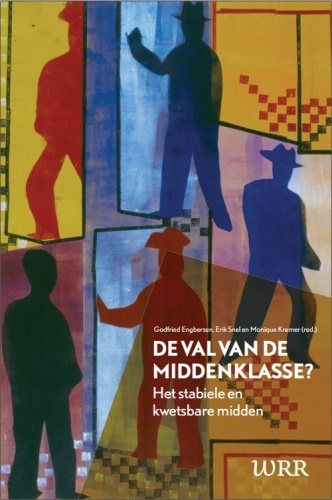 Godfried Engbersen, Erik Snel en Monique Kremer (red.)
DE VAL VAN DE
MIDDENKLASSE?
Het stabiele en
kwetsbare midden
WRR